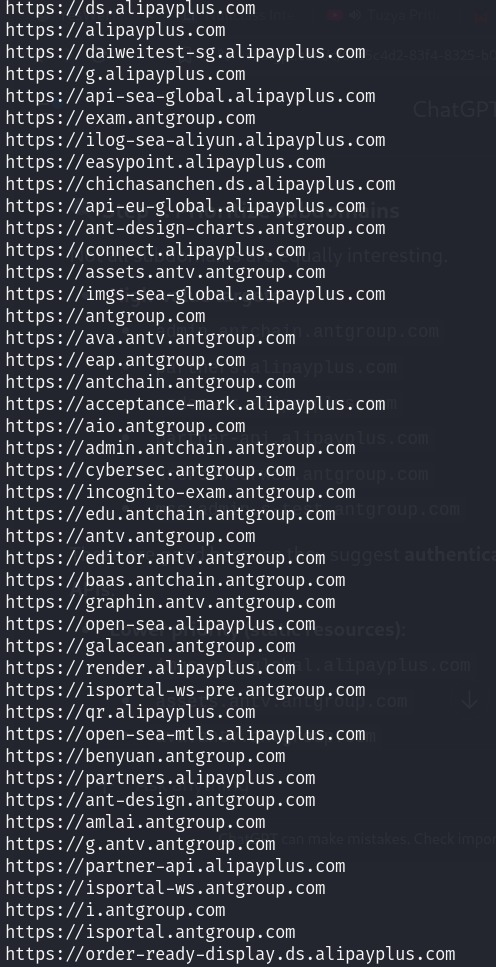 https://ds.alipayplus.com
https://alipayplus.com
https://daiweitest-sg.alipayplus.com
https://g.alipayplus.com
https://api-sea-global.alipayplus.com
https://exam.antgroup.com
https://ilog-sea-aliyun.alipayplus.com
https://easypoint.alipayplus.com
https://chichasanchen.ds.alipayplus.com
https://api-eu-global.alipayplus.com
https://ant-design-charts.antgroup.com
https://connect.alipayplus.com
https://assets.antv.antgroup.com
https://imgs-sea-global.alipayplus.com
https://antgroup.com
https://ava.antv.antgroup.com
https://eap.antgroup.com
https://antchain.antgroup.com
https://acceptance-mark.alipayplus.com
https://aio.antgroup.com
https://admin.antchain.antgroup.com
https://cybersec.antgroup.com
https://incognito-exam.antgroup.com
https://edu.antchain.antgroup.com
https://antv.antgroup.com
https://editor.antv.antgroup.com
https://baas.antchain.antgroup.com
https://graphin.antv.antgroup.com
https://open-sea.alipayplus.com
https://galacean.antgroup.com
https://render.alipayplus.com
https://isportal-ws-pre.antgroup.com
https://qr.alipayplus.com
https://open-sea-mtls.alipayplus.com
https://benyuan.antgroup.com
https://partners.alipayplus.com
https://ant-design.antgroup.com
https://amlai.antgroup.com
https://g.antv.antgroup.com
https://partner-api.alipayplus.com
https://isportal-ws.antgroup.com
https://i.antgroup.com
https://isportal.antgroup.com
https://order-ready-display.ds.alipayplus.com